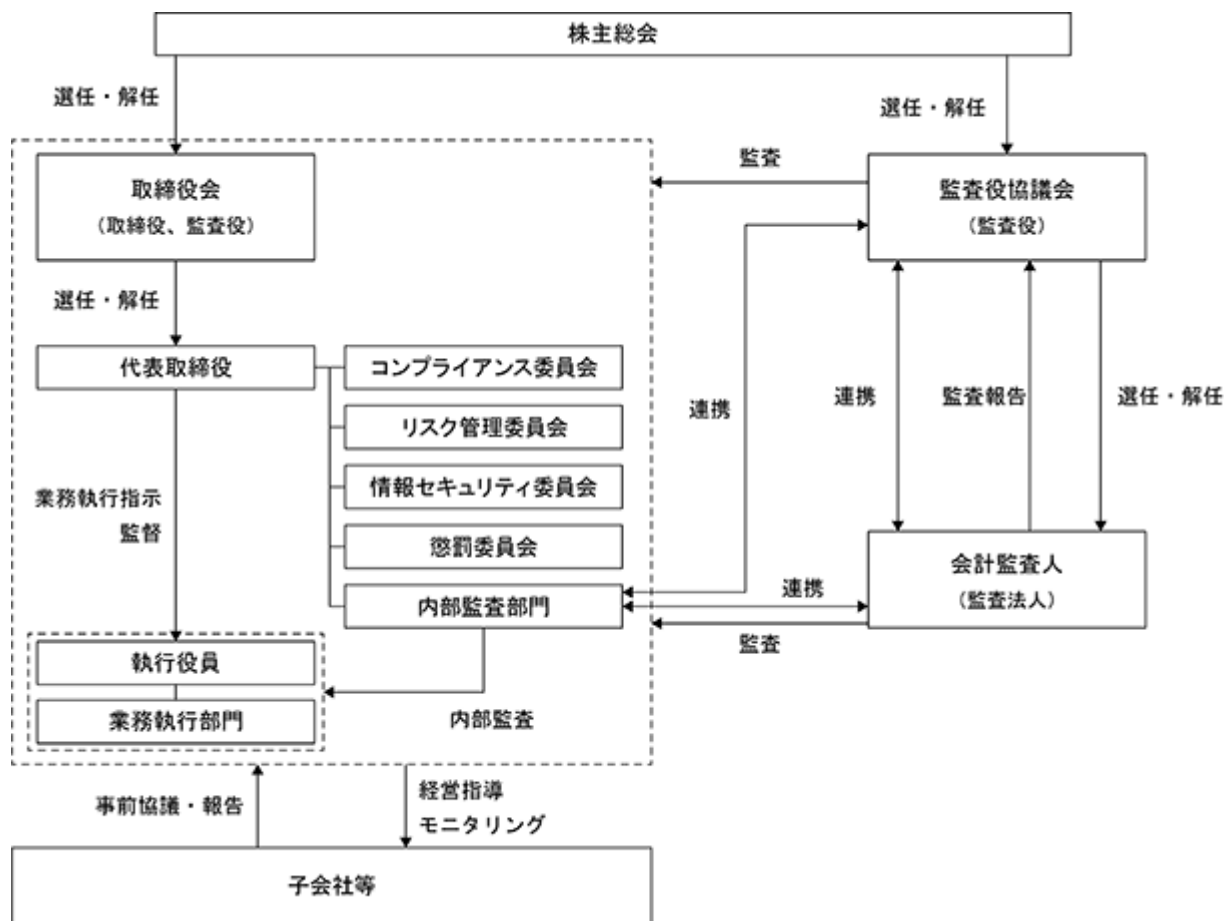 株主総会
選任・解任
選任・解任
取締役会
（取締役、監査役）
監査
監査役協議会
（監査役）
選任・解任
代表取締役
コンプライアンス委員会
リスク管理委員会
情報セキュリティ委員会
懲罰委員会
内部監査部門
業務執行指示
監督
連携
連携
監査報告
選任・解任
会計監査人
（監査法人）
連携
監査
執行役員
業務執行部門
内部監査
事前協議・報告
経営指導
モニタリング
子会社等